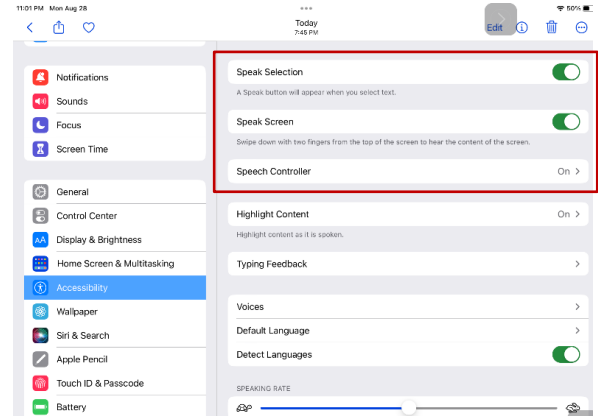 11:01 PM Mon Aug 28
50%
Today
7:45 PM
Edit
Notifications
Sounds
Focus
Screen Time
General
Control Center
AA Display & Brightness
Home Screen & Multitasking
Accessibility
Wallpaper
Siri & Search
Apple Pencil
Touch ID & Passcode
Battery
Speak Selection
A Speak button will appear when you select text.
Speak Screen
Swipe down with two fingers from the top of the screen to hear the content of the screen.
Speech Controller On
Highlight Content On
Highlight content as it is spoken.
Typing Feedback
Voices
Default Language
Detect Languages
SPEAKING RATE